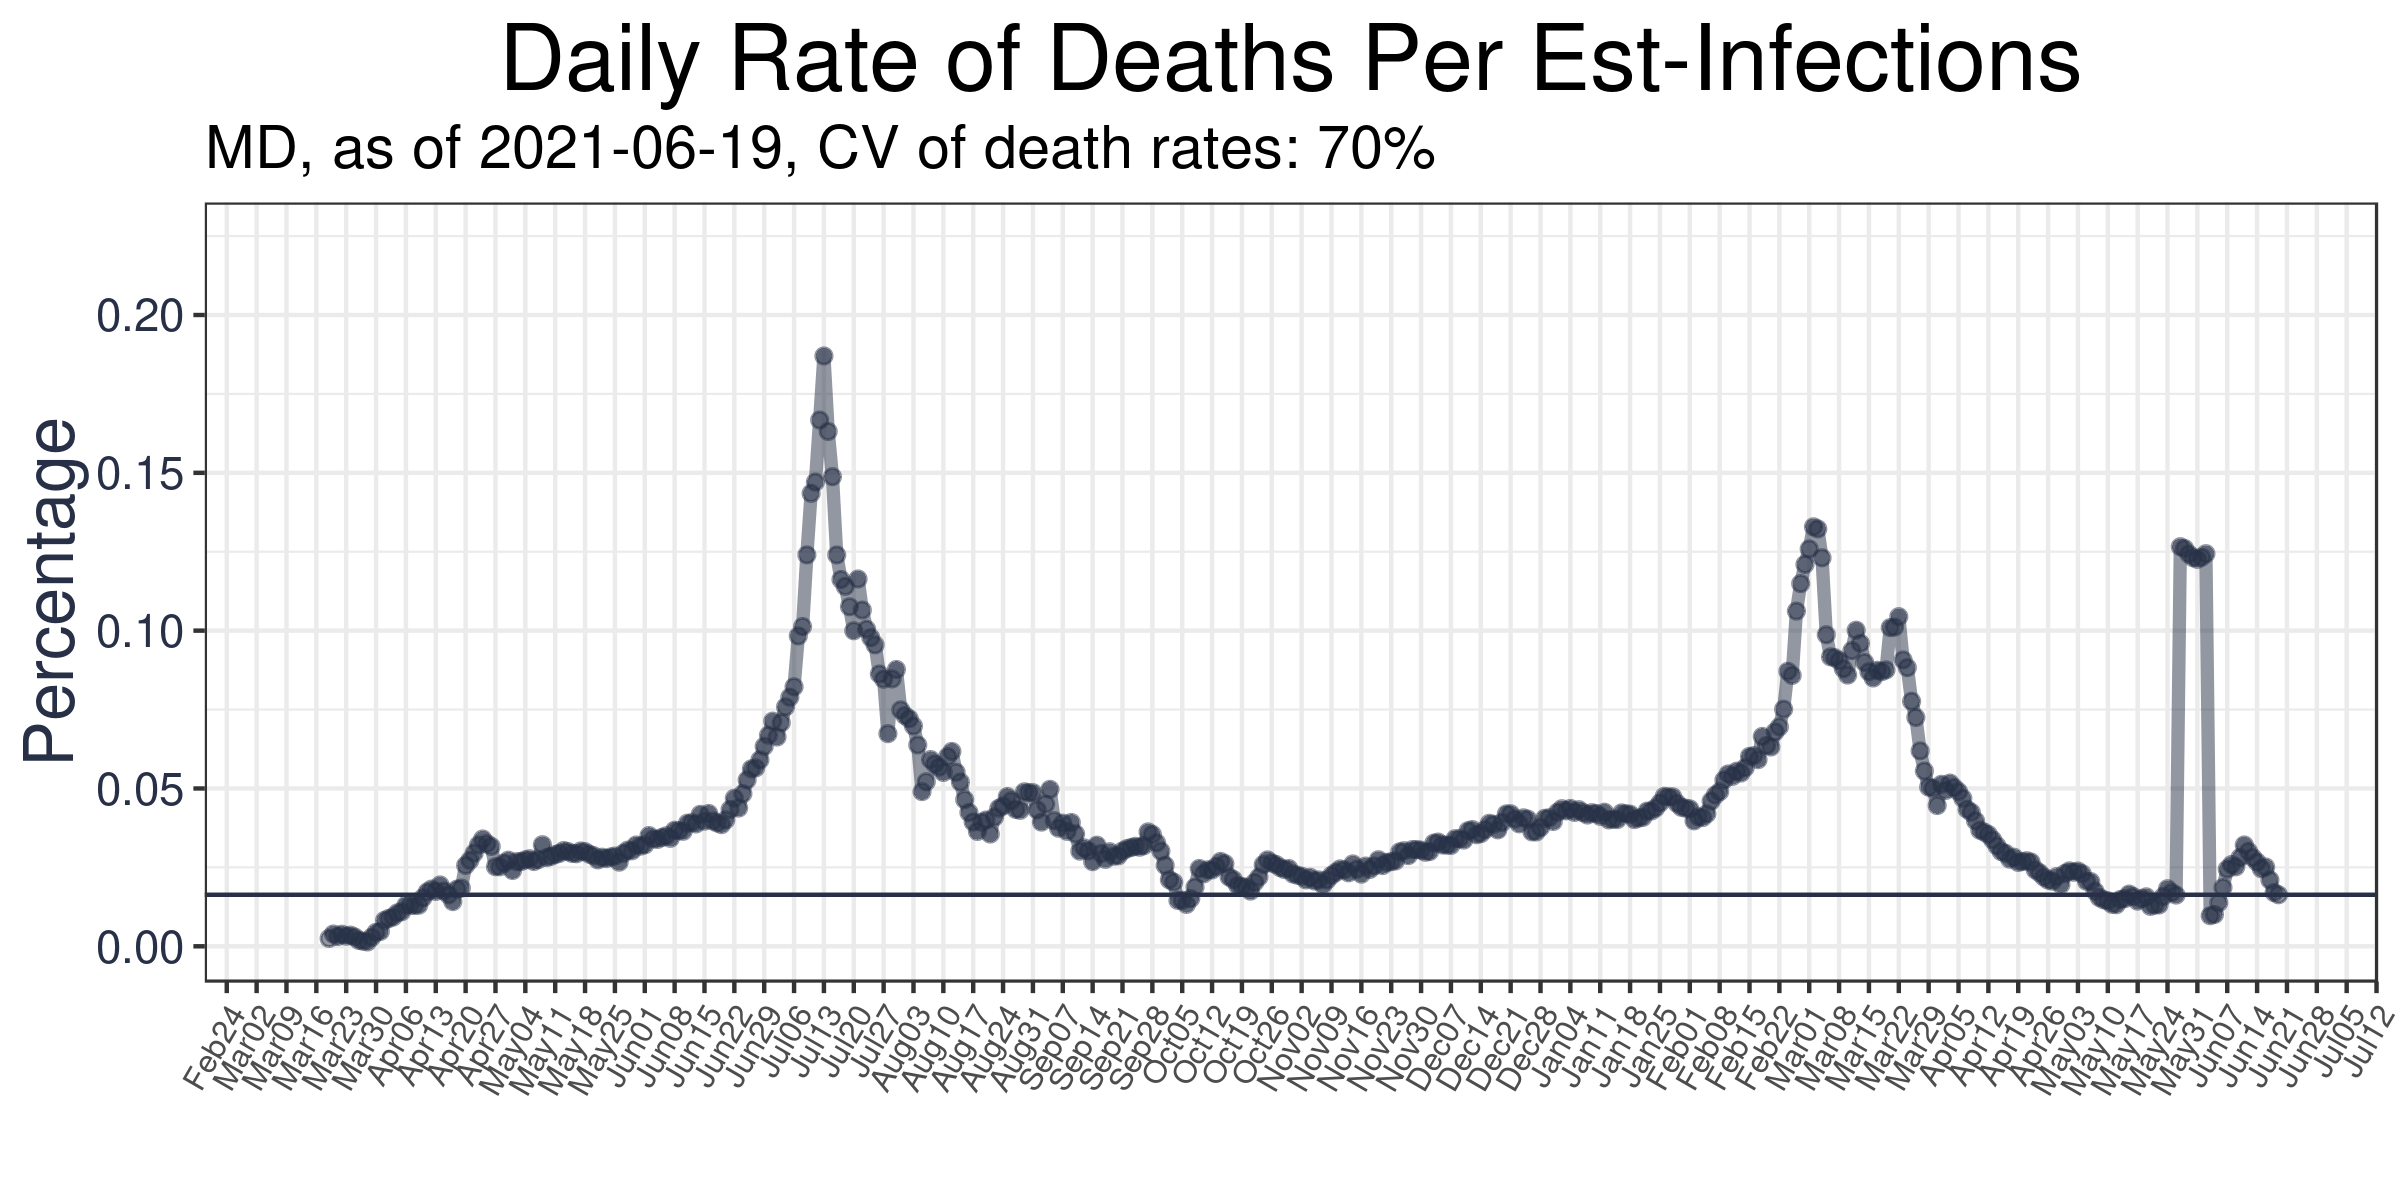 Daily Rate of Deaths Per Est-Infections
MD, as of 2021-06-19, CV of death rates: 70%
Percentage
0.20
0.15
0.10
0.05
0.00
Feb24
Mar02
Mar09
Mar16
Mar23
Mar30
Apr06
Apr13
Apr20
Apr27
May04
May11
May18
May25
Jun01
Jun08
Jun15
Jun22
Jun29
Jul06
Jul13
Jul20
Jul27
Aug03
Aug10
Aug17
Aug24
Aug31
Sep07
Sep14
Sep21
Sep28
Oct05
Oct12
Oct19
Oct26
Nov02
Nov09
Nov16
Nov23
Nov30
Dec07
Dec14
Dec21
Dec28
Jan04
Jan11
Jan18
Jan25
Feb01
Feb08
Feb15
Feb22
Mar01
Mar08
Mar15
Mar22
Mar29
Apr05
Apr12
Apr19
Apr26
May03
May10
May17
May24
May31
Jun07
Jun14
Jun21
Jun28
Jul05
Jul12